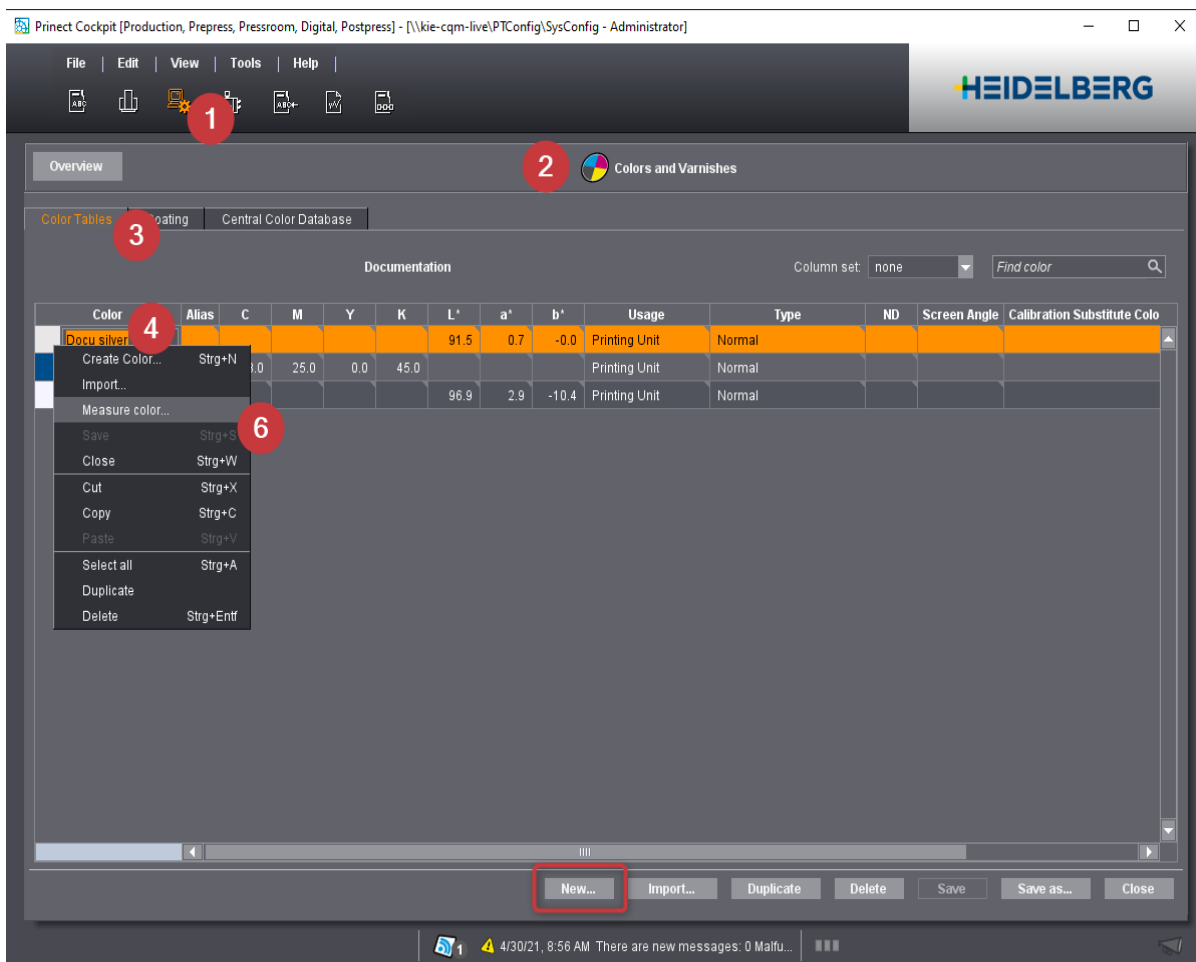 Prinect Cockpit [Production, Prepress, Pressroom, Digital, Postpress] - [\\kie-cqm-live\PTConfig\SysConfig - Administrator]
File | Edit | View | Tools | Help |
HEIDELBERG
1
Overview
2
Colors and Varnishes
Color Tables
oating
Central Color Database
3
Documentation
Column set: none
Find color
Color Alias C M Y K L* a* b* Usage Type ND Screen Angle Calibration Substitute Colo
4
Docu silver 91.5 0.7 -0.0 Printing Unit Normal
.0 25.0 0.0 45.0 Printing Unit Normal
96.9 2.9 -10.4 Printing Unit Normal
Create Color... Strg+N
Import...
Measure color...
6
Save Strg+S
Close Strg+W
Cut Strg+X
Copy Strg+C
Paste Strg+V
Select all Strg+A
Duplicate
Delete Strg+Entf
New... Import... Duplicate Delete Save Save as... Close
1 4/30/21, 8:56 AM There are new messages: 0 Malfu...